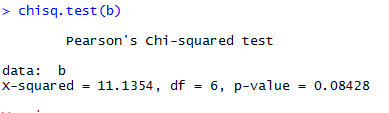 > chisq.test(b)
Pearson's Chi-squared test
data: b
X-squared = 11.1354, df = 6, p-value = 0.08428